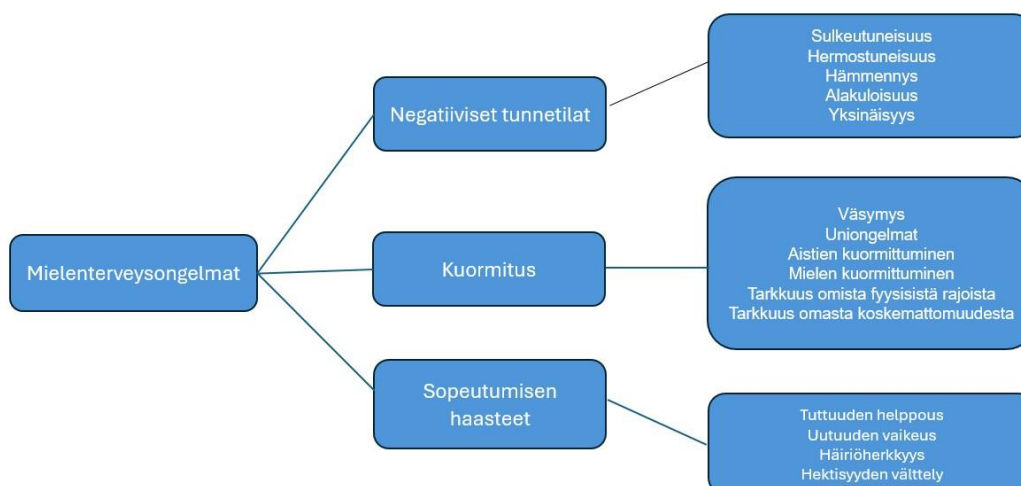 Mielenterveysongelmat
Negatiiviset tunnetilat
Sulkeutuneisuus
Hermostuneisuus
Hämmennys
Alakuloisuus
Yksinäisyys
Kuormitus
Väsymys
Uniongelmat
Aistien kuormittuminen
Mielen kuormittuminen
Tarkkuus omista fyysisistä rajoista
Tarkkuus omasta koskemattomuudesta
Sopeutumisen
haasteet
Tuttuuden helppous
Uutuuden vaikeus
Häiriöherkkyys
Hektisyyden välttely